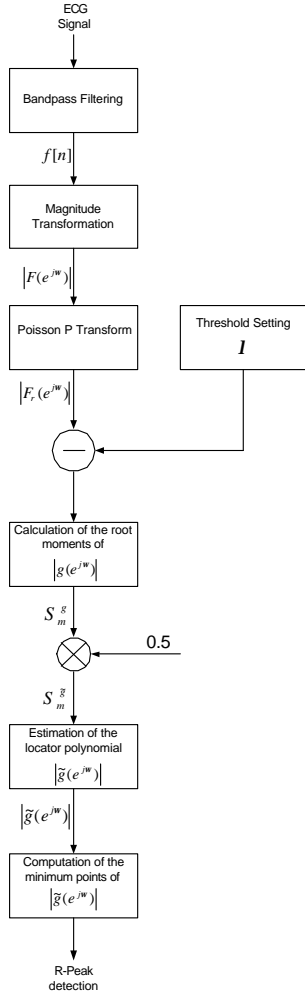 ECG
Signal
Bandpass Filtering
f[n]
Magnitude
Transformation
|F(e^{jw})|
Poisson P Transform
Threshold Setting
l
|F_r(e^{jw})|
—
Calculation of the root
moments of
|g(e^{jw})|
S_m^g
0.5
S_m^{g̃}
Estimation of the
locator polynomial
|g̃(e^{jw})|
|g̃(e^{jw})|
Computation of the
minimum points of
|g̃(e^{jw})|
R-Peak
detection